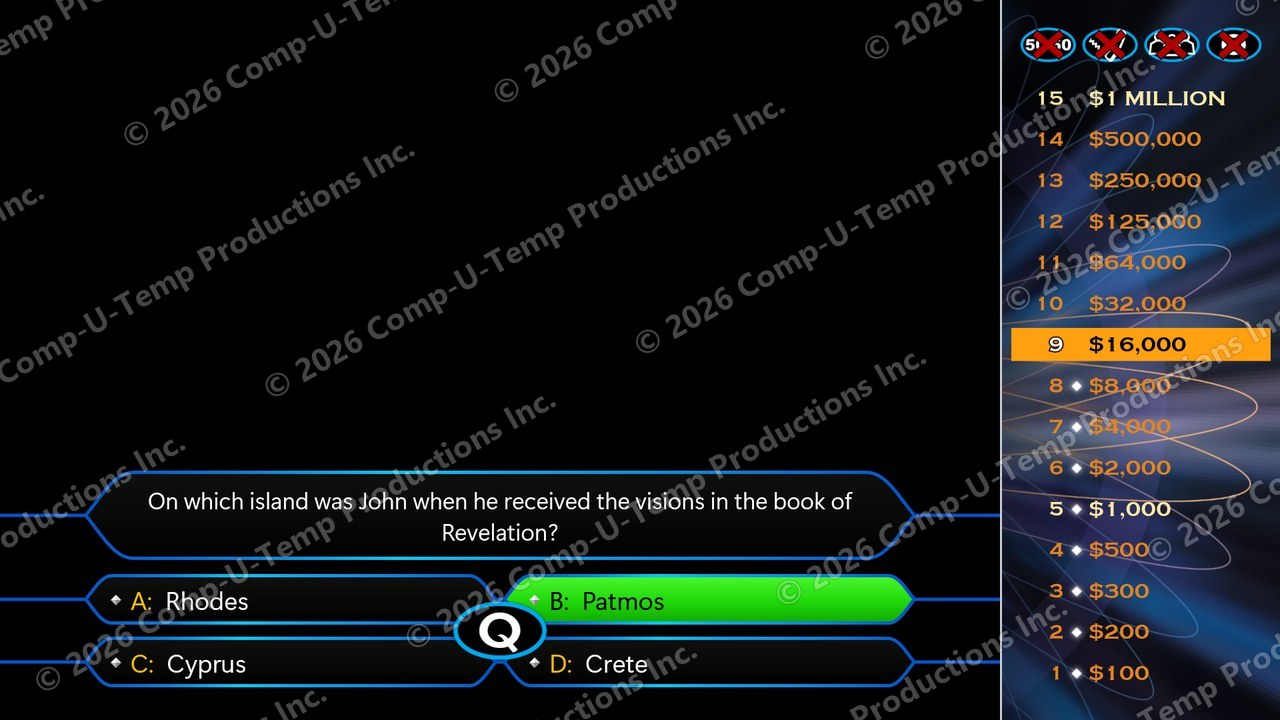 © 2026 Comp-U-Temp Productions Inc.
50:50
15 $1 MILLION
14 $500,000
13 $250,000
12 $125,000
11 $64,000
10 $32,000
9 $16,000
8 $8,000
7 $4,000
6 $2,000
5 $1,000
4 $500
3 $300
2 $200
1 $100
On which island was John when he received the visions in the book of
Revelation?
A: Rhodes
B: Patmos
Q
C: Cyprus
D: Crete